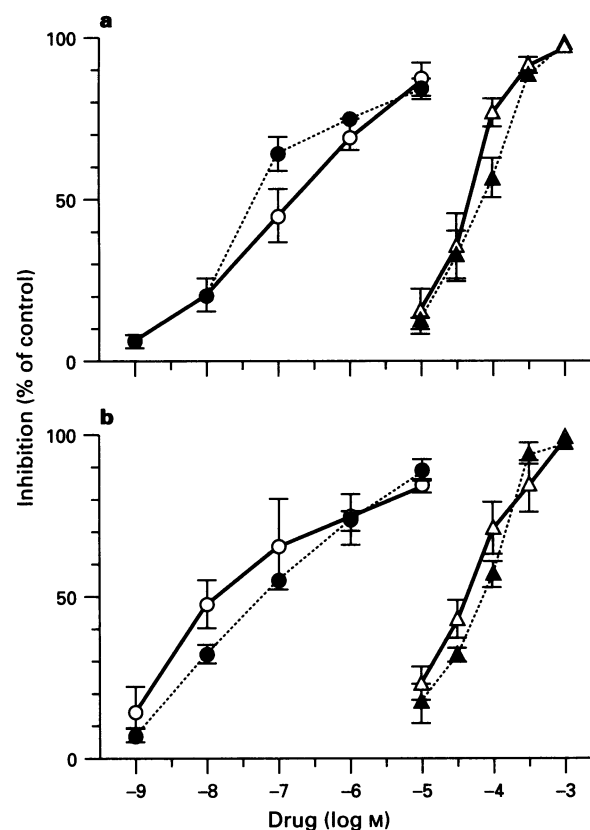 a
100
50
0
b
100
50
0
Inhibition (% of control)
–9 –8 –7 –6 –5 –4 –3
Drug (log M)